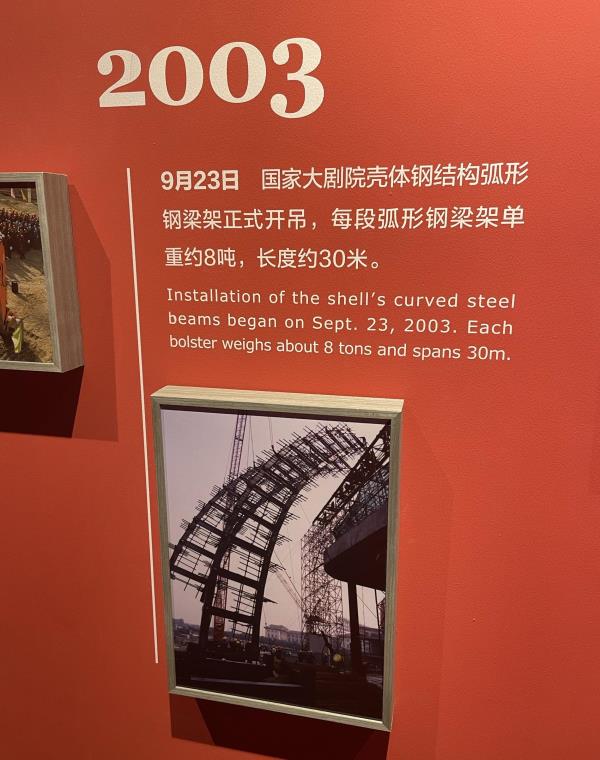 2003
9月23日 国家大剧院壳体钢结构弧形
钢梁架正式开吊，每段弧形钢梁架单
重约8吨，长度约30米。
Installation of the shell's curved steel
beams began on Sept. 23, 2003. Each
bolster weighs about 8 tons and spans 30m.